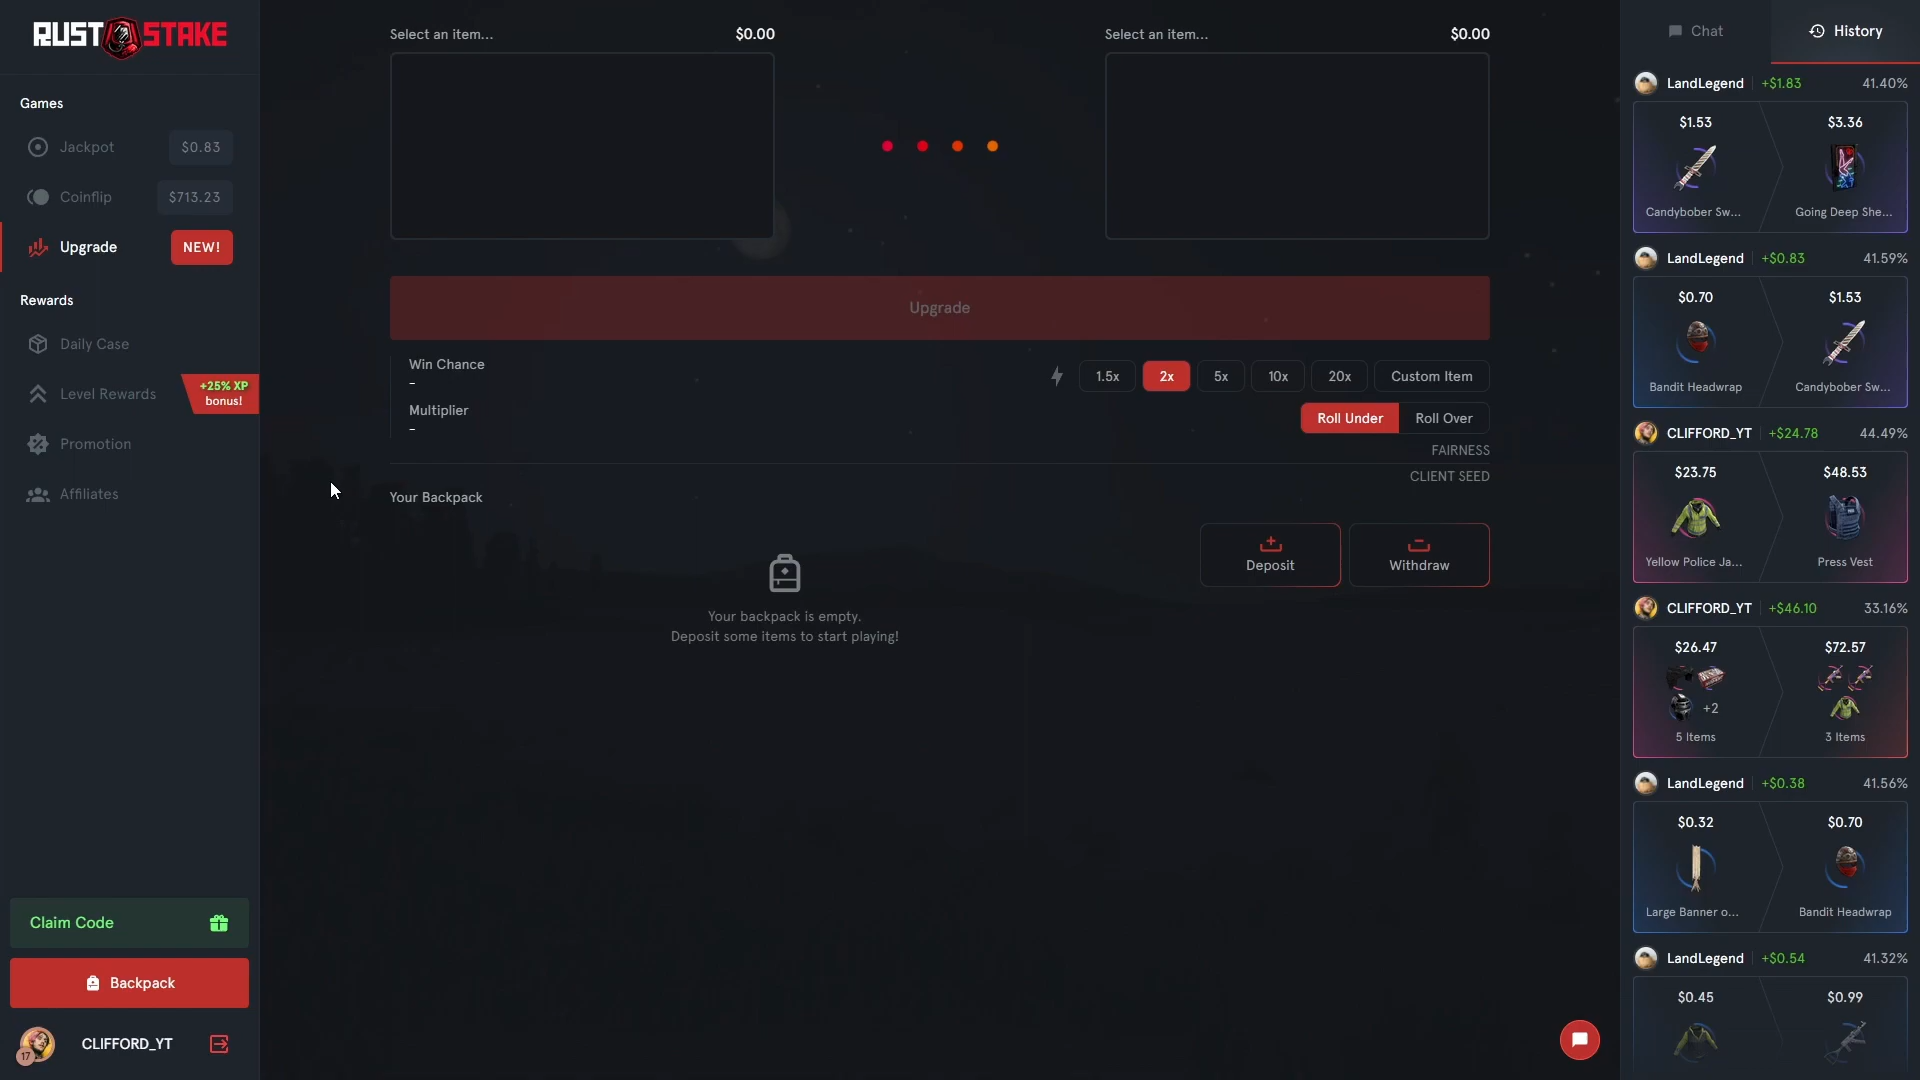 RUST STAKE
Games
Jackpot $0.83
Coinflip $713.23
Upgrade NEW!
Rewards
Daily Case
Level Rewards +25% XP
bonus!
Promotion
Affiliates
Claim Code
Backpack
17 CLIFFORD_YT
Select an item... $0.00
Select an item... $0.00
Upgrade
Win Chance
-
Multiplier
-
1.5x 2x 5x 10x 20x Custom Item
Roll Under Roll Over
FAIRNESS
CLIENT SEED
Your Backpack
Deposit
Withdraw
Your backpack is empty.
Deposit some items to start playing!
Chat History
LandLegend +$1.83 41.40%
$1.53 $3.36
Candybober Sw... Going Deep She...
LandLegend +$0.83 41.59%
$0.70 $1.53
Bandit Headwrap Candybober Sw...
CLIFFORD_YT +$24.78 44.49%
$23.75 $48.53
Yellow Police Ja... Press Vest
CLIFFORD_YT +$46.10 33.16%
$26.47 $72.57
+2
5 Items 3 Items
LandLegend +$0.38 41.56%
$0.32 $0.70
Large Banner o... Bandit Headwrap
LandLegend +$0.54 41.32%
$0.45 $0.99